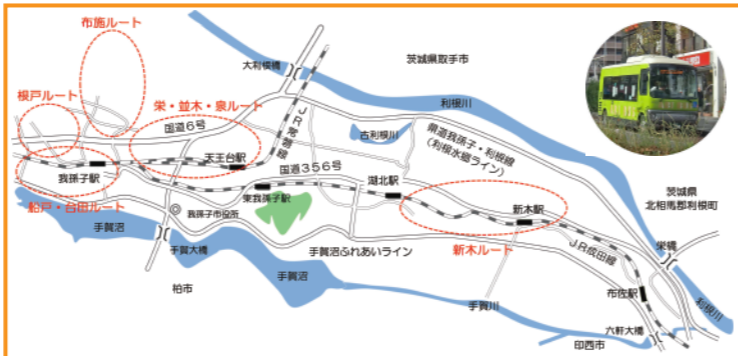 布施ルート
大利根橋
茨城県取手市
根戸ルート
栄・並木・泉ルート
利根川
国道6号
JR常磐線
古利根川
県道我孫子・利根線
（利根水郷ライン）
天王台駅
国道356号
我孫子駅
湖北駅
茨城県
北相馬郡利根町
東我孫子駅
船戸・台田ルート
我孫子市役所
新木駅
手賀沼
手賀大橋
手賀沼ふれあいライン
新木ルート
JR成田線
栄橋
手賀沼
柏市
手賀川
布佐駅
利根川
六軒大橋
印西市